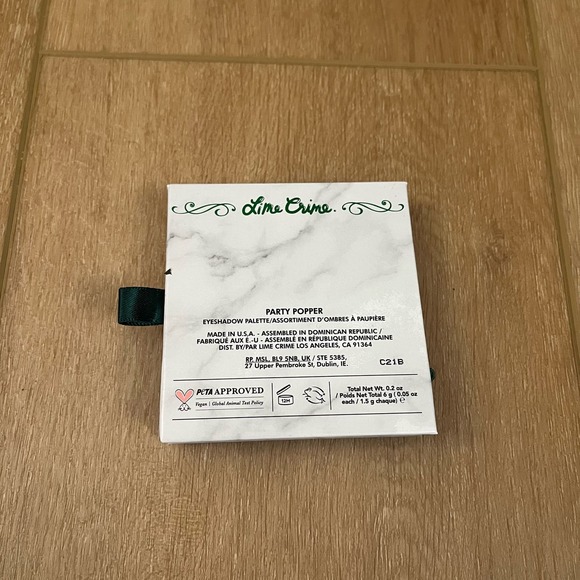 Lime Crime.
PARTY POPPER
EYESHADOW PALETTE/ASSORTIMENT D'OMBRES À PAUPIÈRE
MADE IN U.S.A. - ASSEMBLED IN DOMINICAN REPUBLIC /
FABRIQUÉ AUX É.-U - ASSEMBLÉ EN RÉPUBLIQUE DOMINICAINE
DIST. BY/PAR LIME CRIME LOS ANGELES, CA 91364
RP, MSL, BL9 5NB, UK / STE 5385,
27 Upper Pembroke St, Dublin, IE.
C21B
PETA APPROVED
Vegan | Global Animal Test Policy
12M
Total Net Wt. 0.2 oz
/ Poids Net Total 6 g ( 0.05 oz
each / 1.5 g chaque) ℮